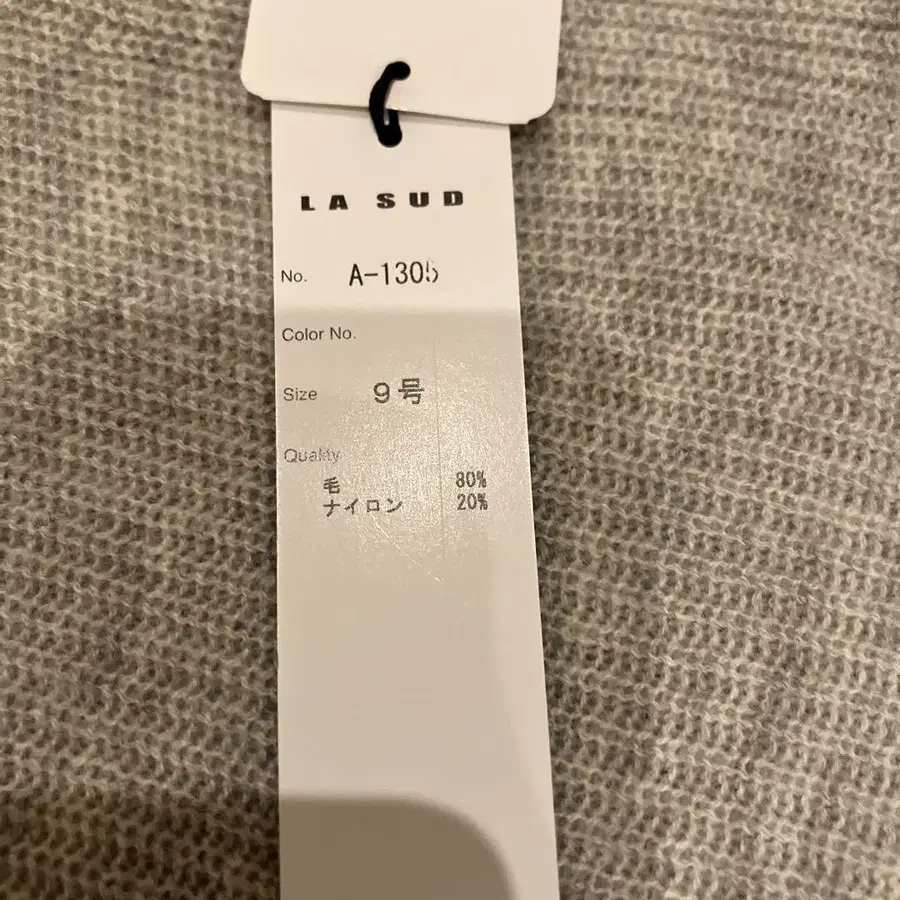 LA SUD
No. A-1305
Color No.
Size 9号
Quality
毛 80%
ナイロン 20%